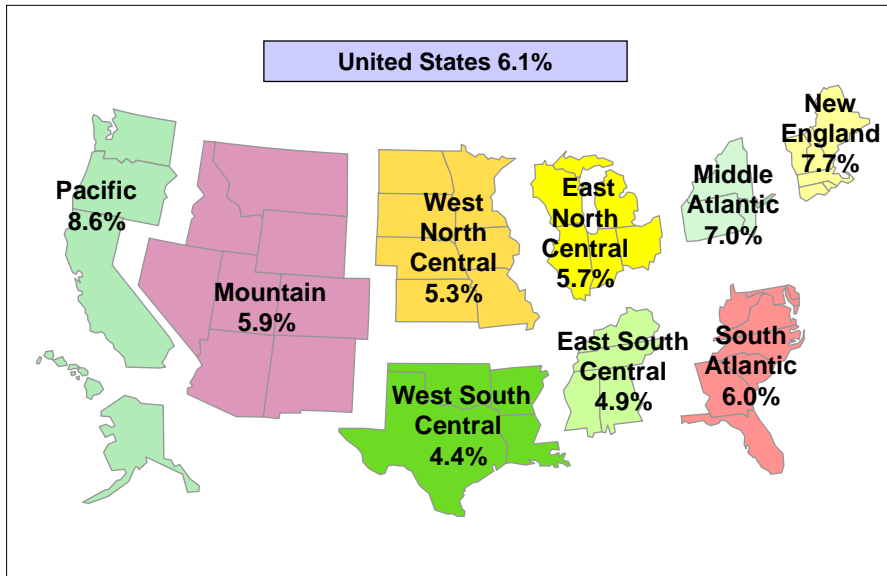 United States 6.1%
New
England
7.7%
Pacific
8.6%
Middle
Atlantic
7.0%
West
North
Central
5.3%
East
North
Central
5.7%
Mountain
5.9%
East South
Central
4.9%
South
Atlantic
6.0%
West South
Central
4.4%